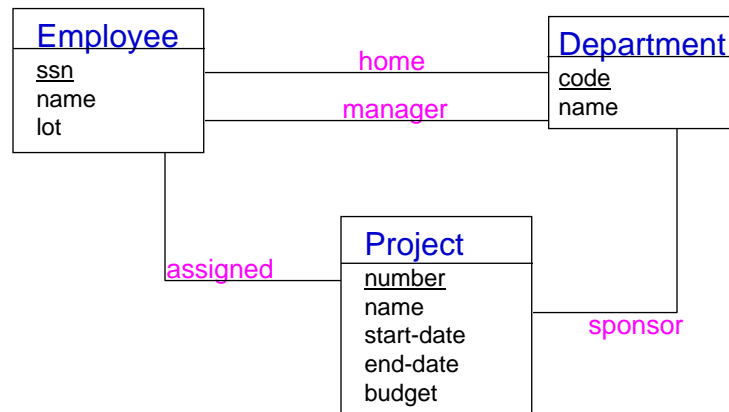 Employee
ssn
name
lot
home
manager
Department
code
name
assigned
Project
number
name
start-date
end-date
budget
sponsor